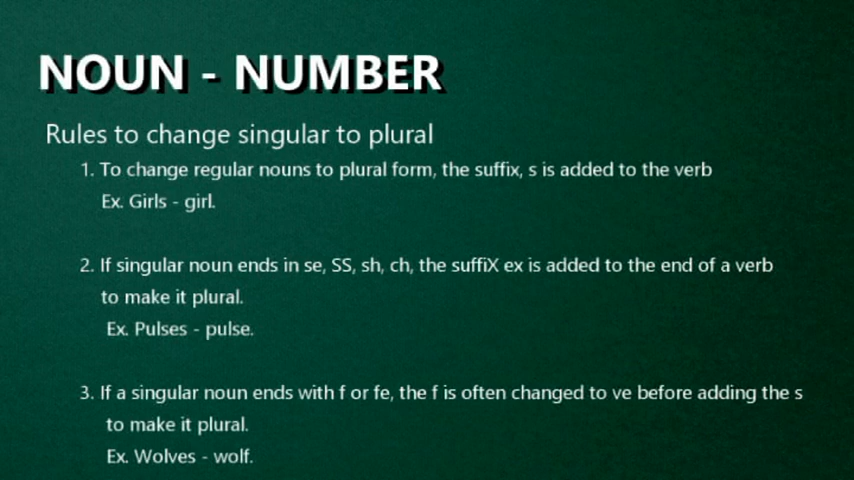 NOUN - NUMBER
Rules to change singular to plural
1. To change regular nouns to plural form, the suffix, s is added to the verb
Ex. Girls - girl.
2. If singular noun ends in se, SS, sh, ch, the suffiX ex is added to the end of a verb
to make it plural.
Ex. Pulses - pulse.
3. If a singular noun ends with f or fe, the f is often changed to ve before adding the s
to make it plural.
Ex. Wolves - wolf.